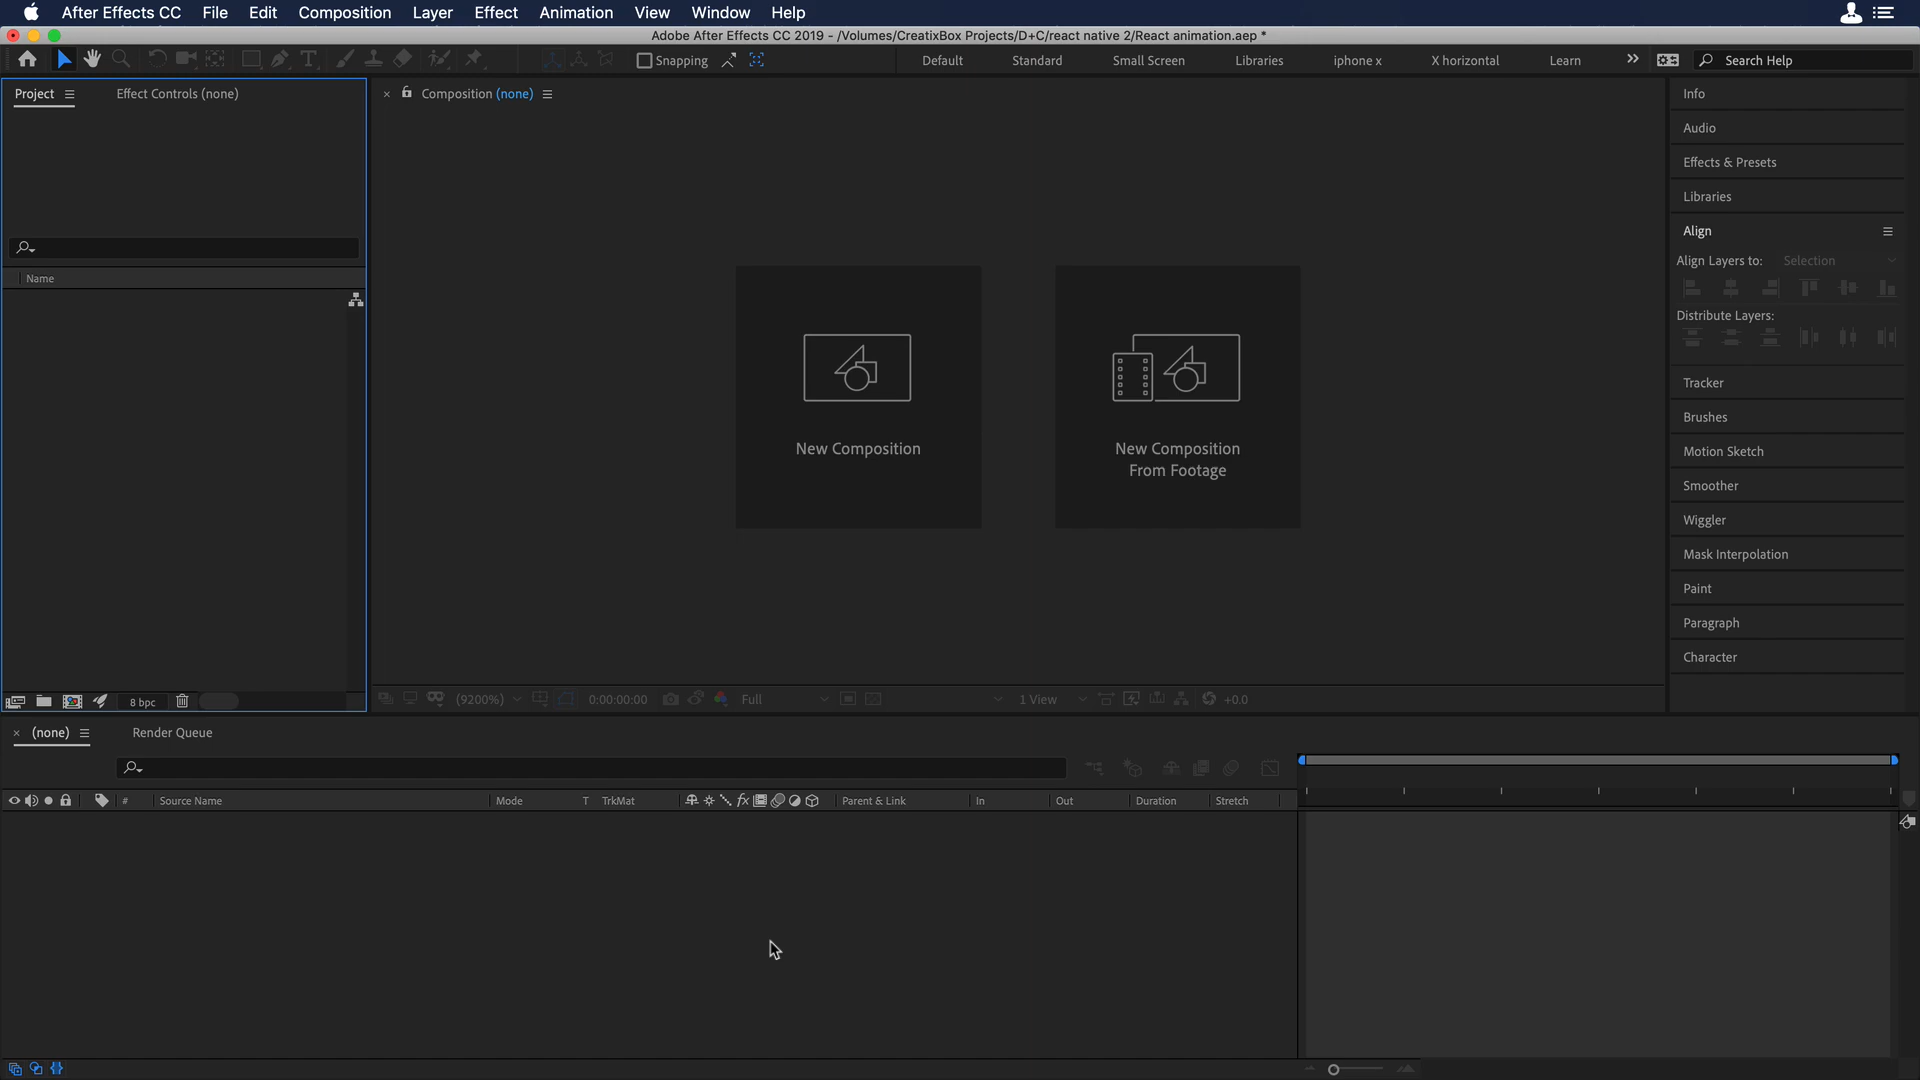 After Effects CC File Edit Composition Layer Effect Animation View Window Help
Adobe After Effects CC 2019 - /Volumes/CreatixBox Projects/D+C/react native 2/React animation.aep *
Snapping Default Standard Small Screen Libraries iphone x X horizontal Learn Search Help
Project Effect Controls (none)
Composition (none)
Name
New Composition
New Composition
From Footage
Info
Audio
Effects & Presets
Libraries
Align
Align Layers to: Selection
Distribute Layers:
Tracker
Brushes
Motion Sketch
Smoother
Wiggler
Mask Interpolation
Paint
Paragraph
Character
8 bpc
(9200%) 0:00:00:00 Full 1 View +0.0
(none) Render Queue
# Source Name Mode T TrkMat fx Parent & Link In Out Duration Stretch